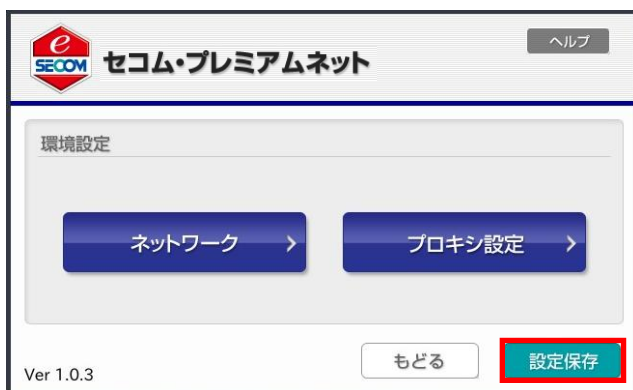 e
SECOM
セコム・プレミアムネット
ヘルプ
環境設定
ネットワーク
プロキシ設定
もどる
設定保存
Ver 1.0.3